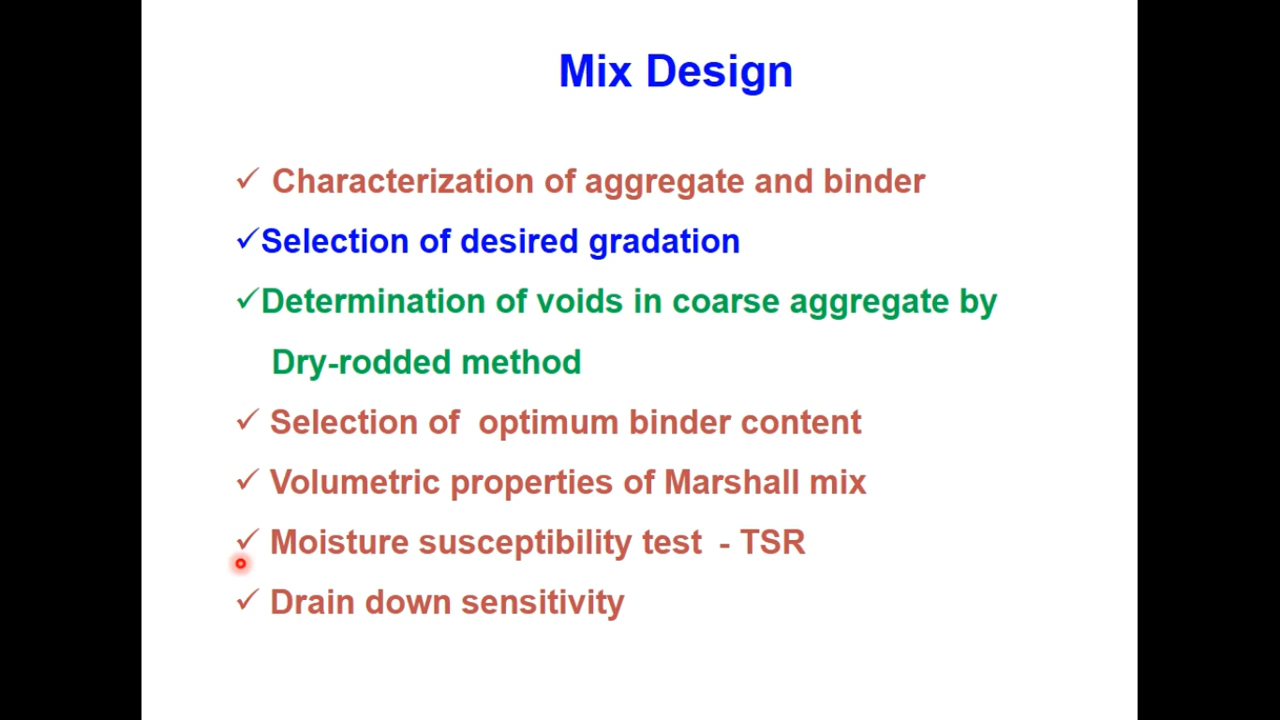 Mix Design
✓ Characterization of aggregate and binder
✓Selection of desired gradation
✓Determination of voids in coarse aggregate by
Dry-rodded method
✓ Selection of optimum binder content
✓ Volumetric properties of Marshall mix
✓ Moisture susceptibility test - TSR
✓ Drain down sensitivity